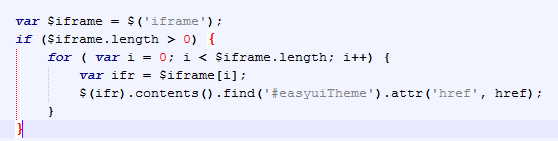 var $iframe = $('iframe');
if ($iframe.length > 0) {
    for ( var i = 0; i < $iframe.length; i++) {
        var ifr = $iframe[i];
        $(ifr).contents().find('#easyuiTheme').attr('href', href);
    }
}